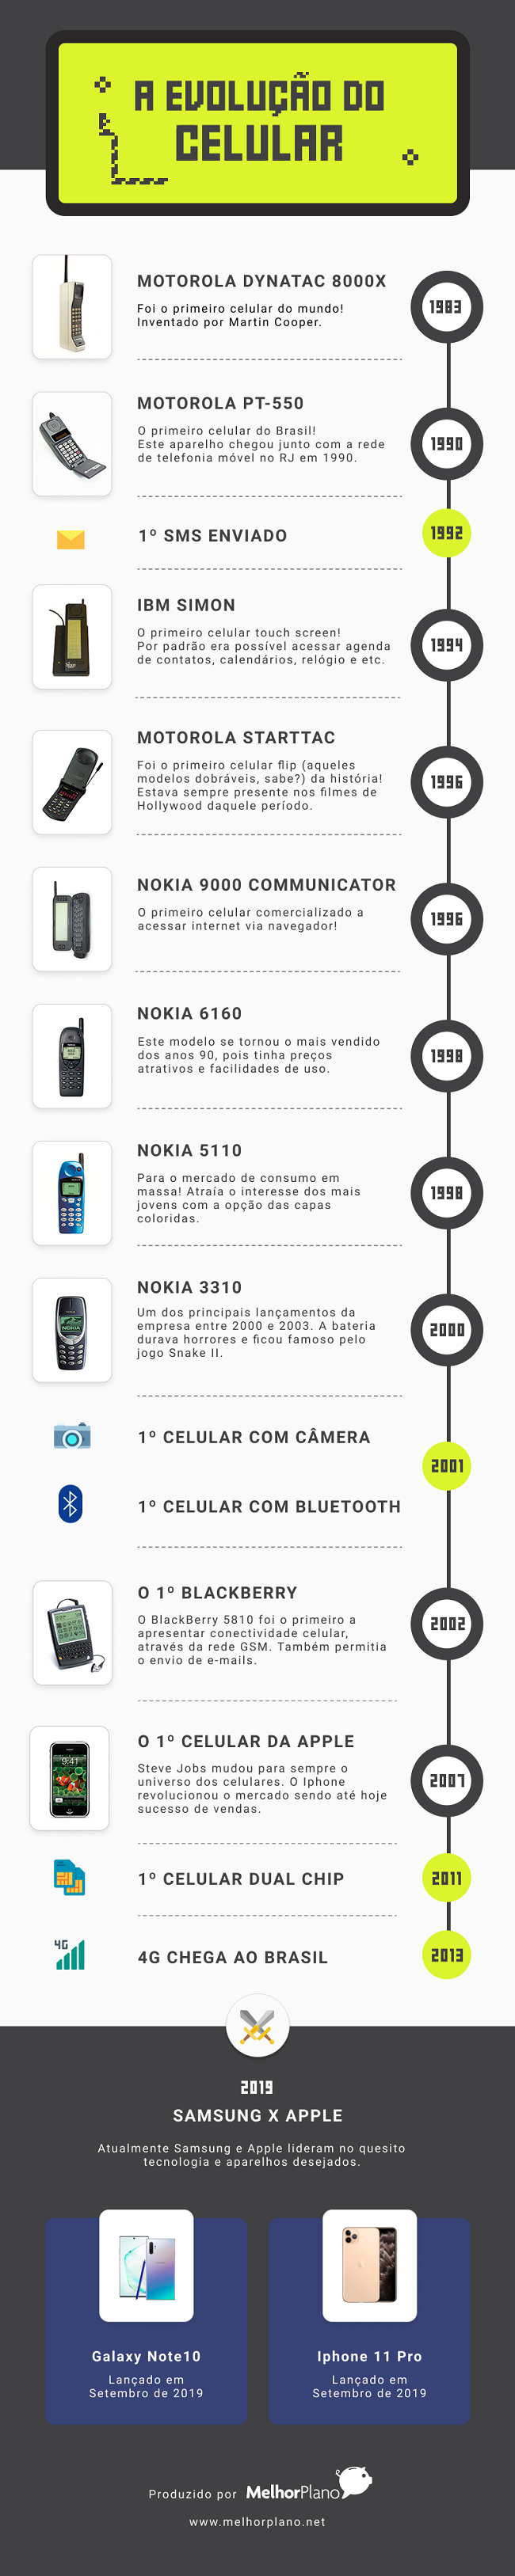 A EVOLUÇÃO DO
CELULAR
MOTOROLA DYNATAC 8000X
Foi o primeiro celular do mundo!
Inventado por Martin Cooper.
1983
MOTOROLA PT-550
O primeiro celular do Brasil!
Este aparelho chegou junto com a rede
de telefonia móvel no RJ em 1990.
1990
1º SMS ENVIADO
1992
IBM SIMON
O primeiro celular touch screen!
Por padrão era possível acessar agenda
de contatos, calendários, relógio e etc.
1994
MOTOROLA STARTTAC
Foi o primeiro celular flip (aqueles
modelos dobráveis, sabe?) da história!
Estava sempre presente nos filmes de
Hollywood daquele período.
1996
NOKIA 9000 COMMUNICATOR
O primeiro celular comercializado a
acessar internet via navegador!
1996
NOKIA 6160
Este modelo se tornou o mais vendido
dos anos 90, pois tinha preços
atrativos e facilidades de uso.
1998
NOKIA 5110
Para o mercado de consumo em
massa! Atraía o interesse dos mais
jovens com a opção das capas
coloridas.
1998
NOKIA 3310
Um dos principais lançamentos da
empresa entre 2000 e 2003. A bateria
durava horrores e ficou famoso pelo
jogo Snake II.
NOKIA
2000
1º CELULAR COM CÂMERA
2001
1º CELULAR COM BLUETOOTH
O 1º BLACKBERRY
O BlackBerry 5810 foi o primeiro a
apresentar conectividade celular,
através da rede GSM. Também permitia
o envio de e-mails.
2002
O 1º CELULAR DA APPLE
Steve Jobs mudou para sempre o
universo dos celulares. O Iphone
revolucionou o mercado sendo até hoje
sucesso de vendas.
9:41
2007
1º CELULAR DUAL CHIP
2011
4G
4G CHEGA AO BRASIL
2013
2019
SAMSUNG X APPLE
Atualmente Samsung e Apple lideram no quesito
tecnologia e aparelhos desejados.
Galaxy Note10
Lançado em
Setembro de 2019
Iphone 11 Pro
Lançado em
Setembro de 2019
Produzido por MelhorPlano
www.melhorplano.net